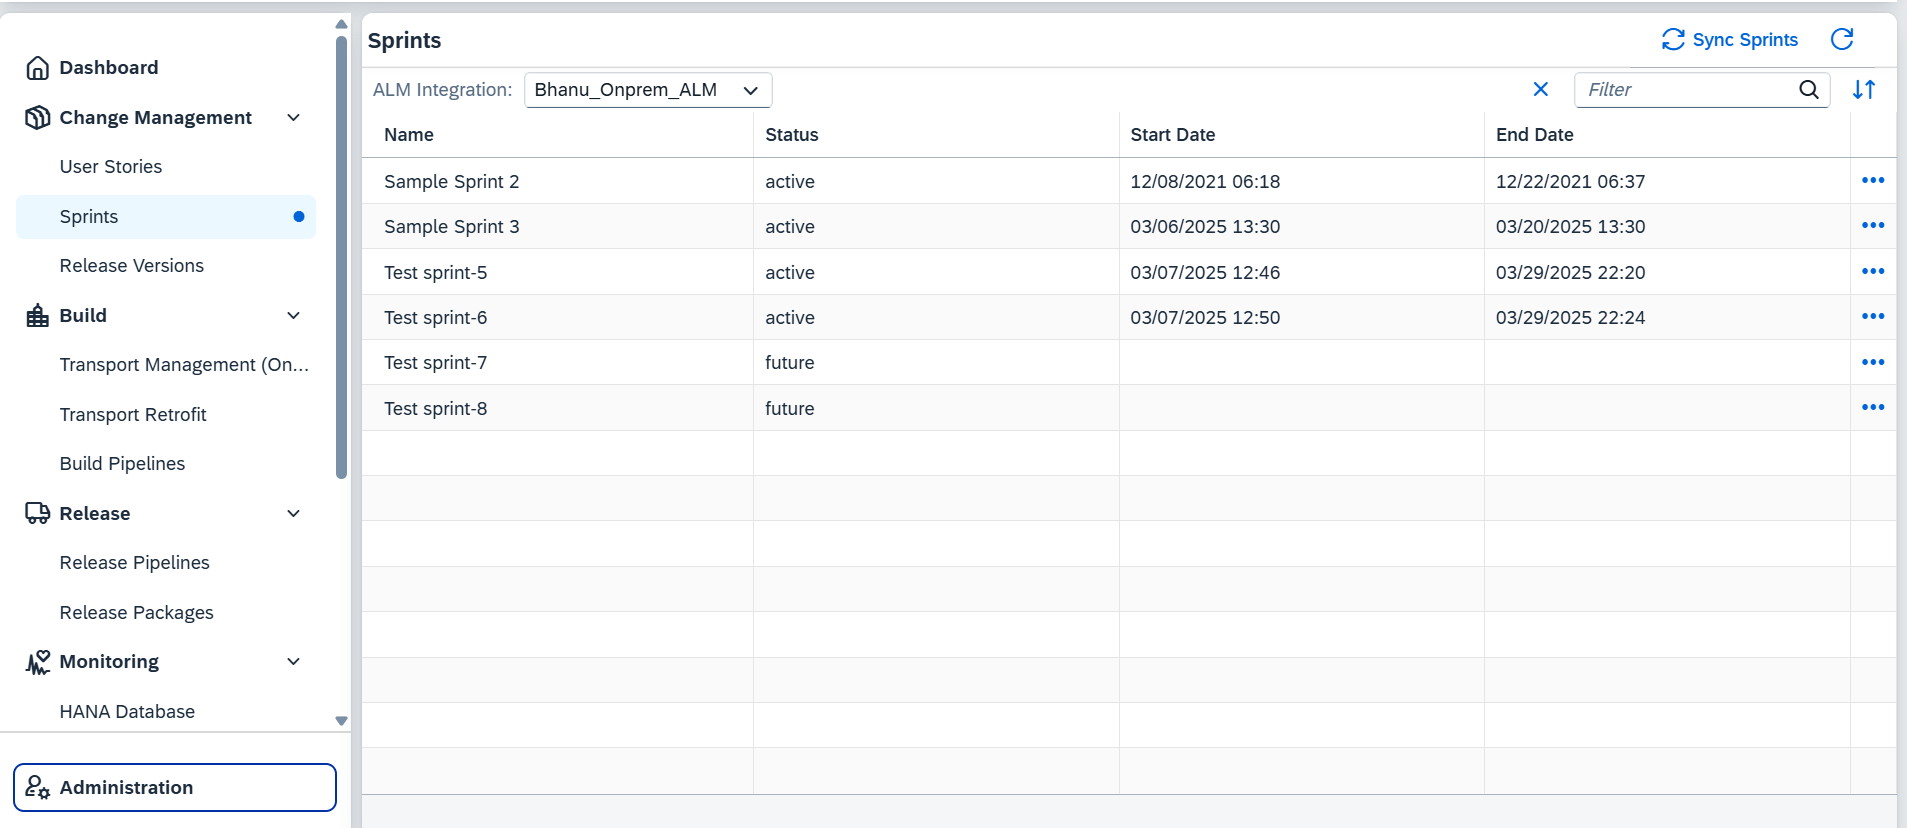 Dashboard
Change Management
User Stories
Sprints
Release Versions
Build
Transport Management (On...
Transport Retrofit
Build Pipelines
Release
Release Pipelines
Release Packages
Monitoring
HANA Database
Administration
Sprints
Sync Sprints
ALM Integration: Bhanu_Onprem_ALM
Filter
Name Status Start Date End Date
Sample Sprint 2 active 12/08/2021 06:18 12/22/2021 06:37
Sample Sprint 3 active 03/06/2025 13:30 03/20/2025 13:30
Test sprint-5 active 03/07/2025 12:46 03/29/2025 22:20
Test sprint-6 active 03/07/2025 12:50 03/29/2025 22:24
Test sprint-7 future
Test sprint-8 future